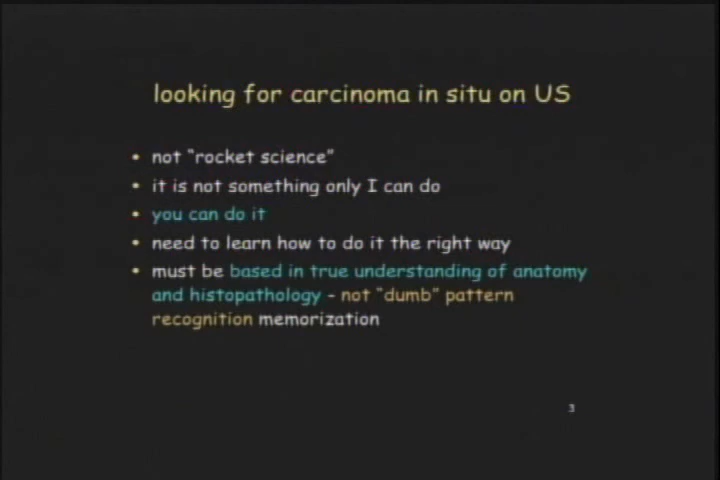 looking for carcinoma in situ on US
• not “rocket science”
• it is not something only I can do
• you can do it
• need to learn how to do it the right way
• must be based in true understanding of anatomy
and histopathology - not “dumb” pattern
recognition memorization
3